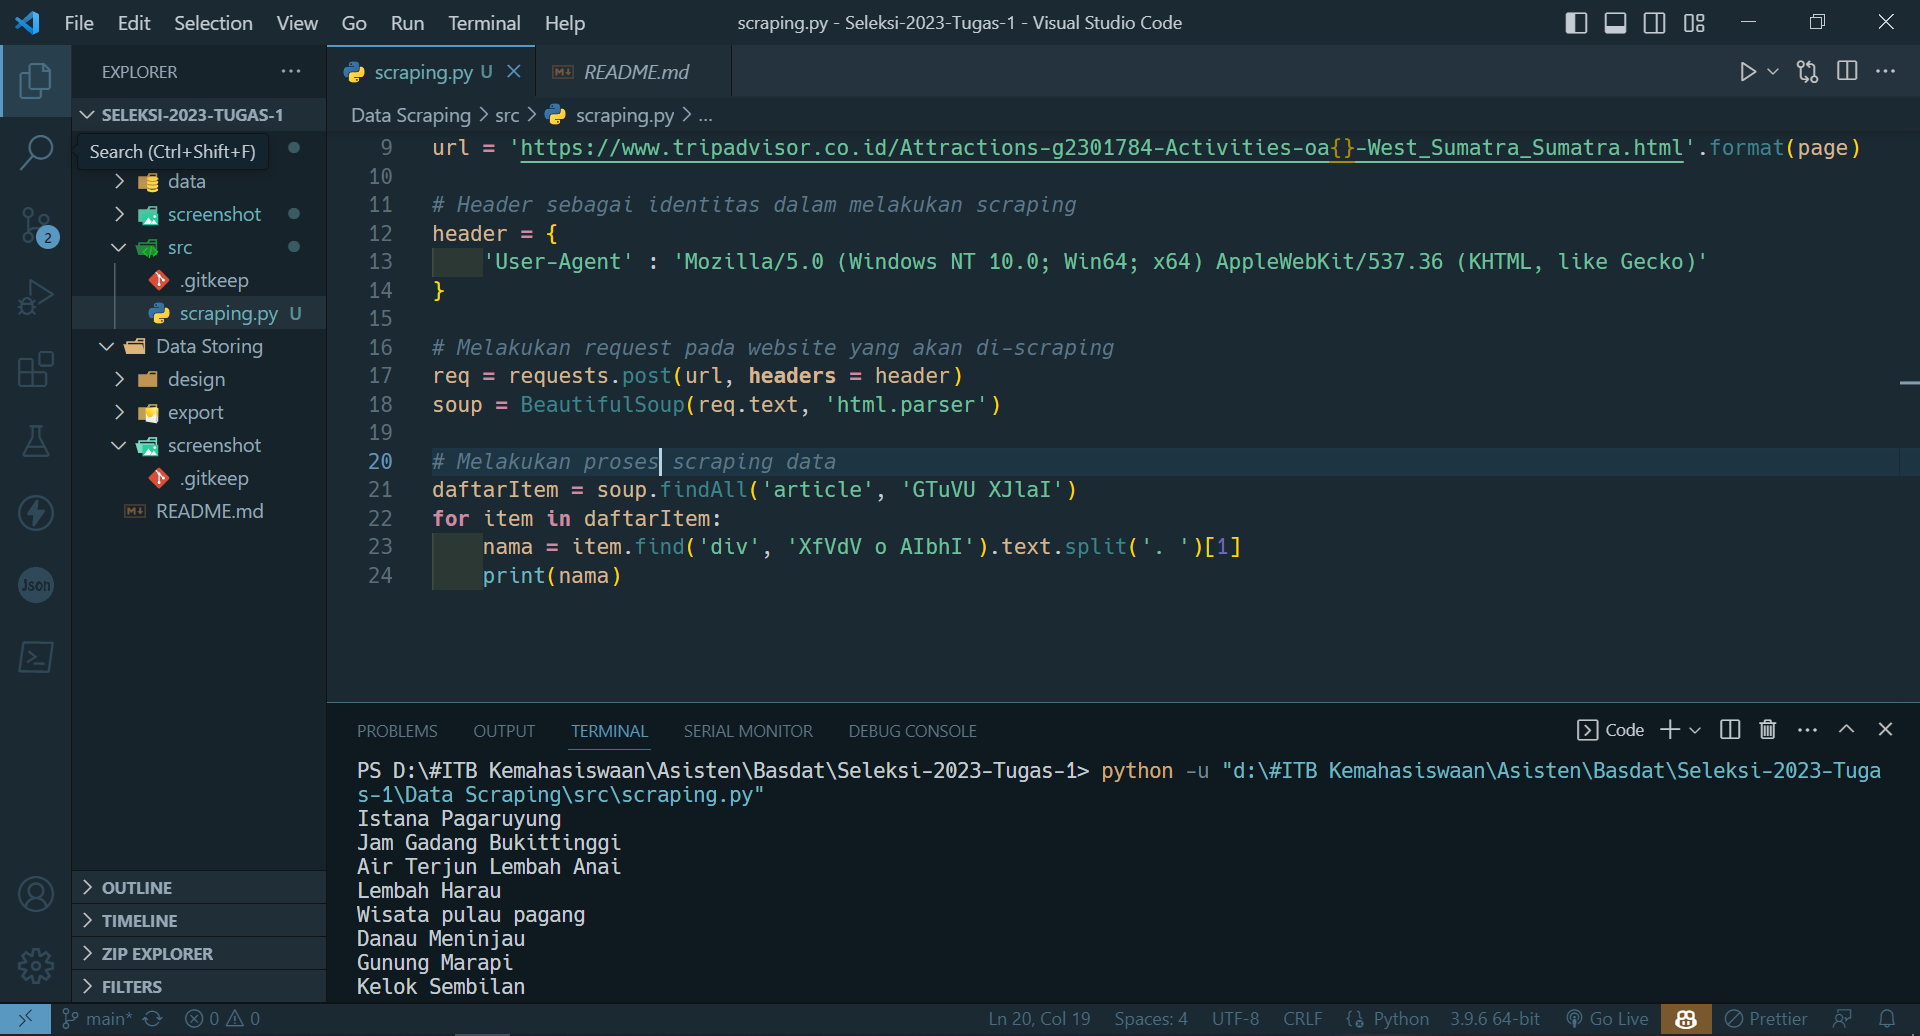 File Edit Selection View Go Run Terminal Help
scraping.py - Seleksi-2023-Tugas-1 - Visual Studio Code
EXPLORER
SELEKSI-2023-TUGAS-1
Search (Ctrl+Shift+F)
data
screenshot
src
.gitkeep
scraping.py U
Data Storing
design
export
screenshot
.gitkeep
README.md
OUTLINE
TIMELINE
ZIP EXPLORER
FILTERS
2
Json
scraping.py U
README.md
Data Scraping > src > scraping.py > ...
9 url = 'https://www.tripadvisor.co.id/Attractions-g2301784-Activities-oa{}-West_Sumatra_Sumatra.html'.format(page)
10
11 # Header sebagai identitas dalam melakukan scraping
12 header = {
13 'User-Agent' : 'Mozilla/5.0 (Windows NT 10.0; Win64; x64) AppleWebKit/537.36 (KHTML, like Gecko)'
14 }
15
16 # Melakukan request pada website yang akan di-scraping
17 req = requests.post(url, headers = header)
18 soup = BeautifulSoup(req.text, 'html.parser')
19
20 # Melakukan proses scraping data
21 daftarItem = soup.findAll('article', 'GTuVU XJlaI')
22 for item in daftarItem:
23 nama = item.find('div', 'XfVdV o AIbhI').text.split('. ')[1]
24 print(nama)
PROBLEMS OUTPUT TERMINAL SERIAL MONITOR DEBUG CONSOLE
Code
PS D:\#ITB Kemahasiswaan\Asisten\Basdat\Seleksi-2023-Tugas-1> python -u "d:\#ITB Kemahasiswaan\Asisten\Basdat\Seleksi-2023-Tuga
s-1\Data Scraping\src\scraping.py"
Istana Pagaruyung
Jam Gadang Bukittinggi
Air Terjun Lembah Anai
Lembah Harau
Wisata pulau pagang
Danau Meninjau
Gunung Marapi
Kelok Sembilan
main* 0 0 Ln 20, Col 19 Spaces: 4 UTF-8 CRLF Python 3.9.6 64-bit Go Live Prettier